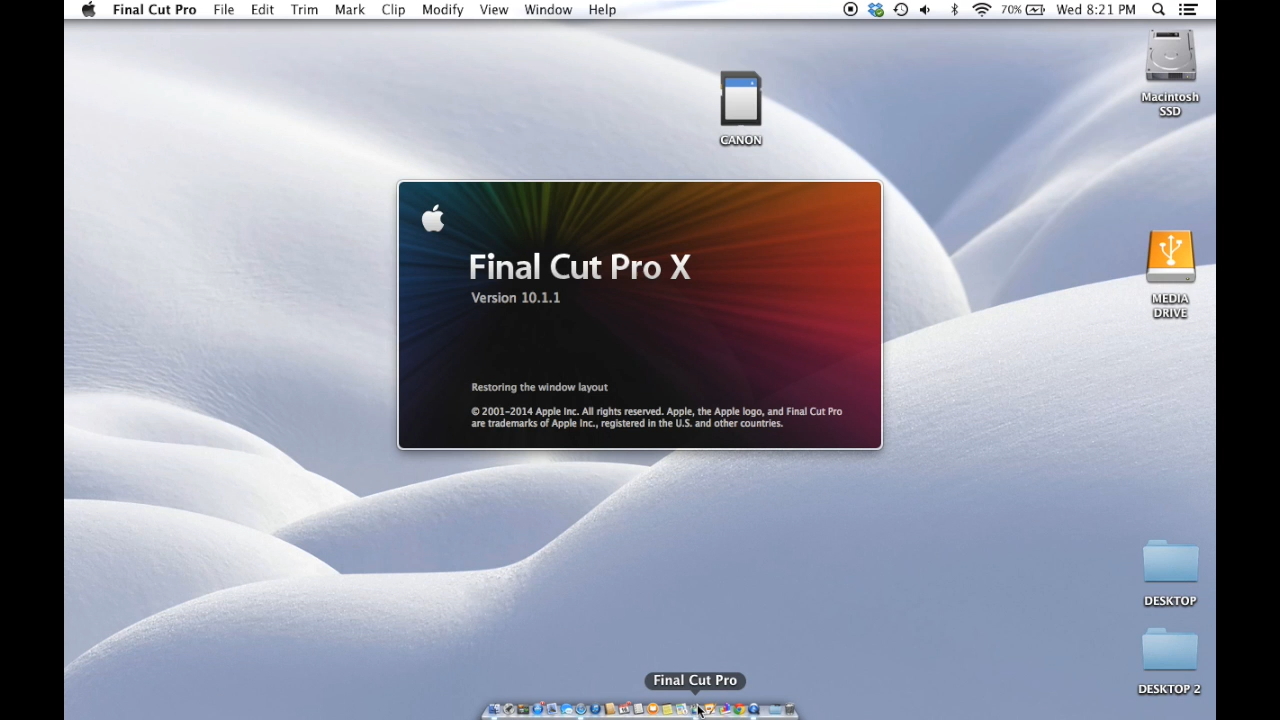 Final Cut Pro File Edit Trim Mark Clip Modify View Window Help 70% Wed 8:21 PM
CANON
Macintosh
SSD
Final Cut Pro X
Version 10.1.1
MEDIA
DRIVE
Restoring the window layout
© 2001-2014 Apple Inc. All rights reserved. Apple, the Apple logo, and Final Cut Pro
are trademarks of Apple Inc., registered in the U.S. and other countries.
DESKTOP
DESKTOP 2
Final Cut Pro